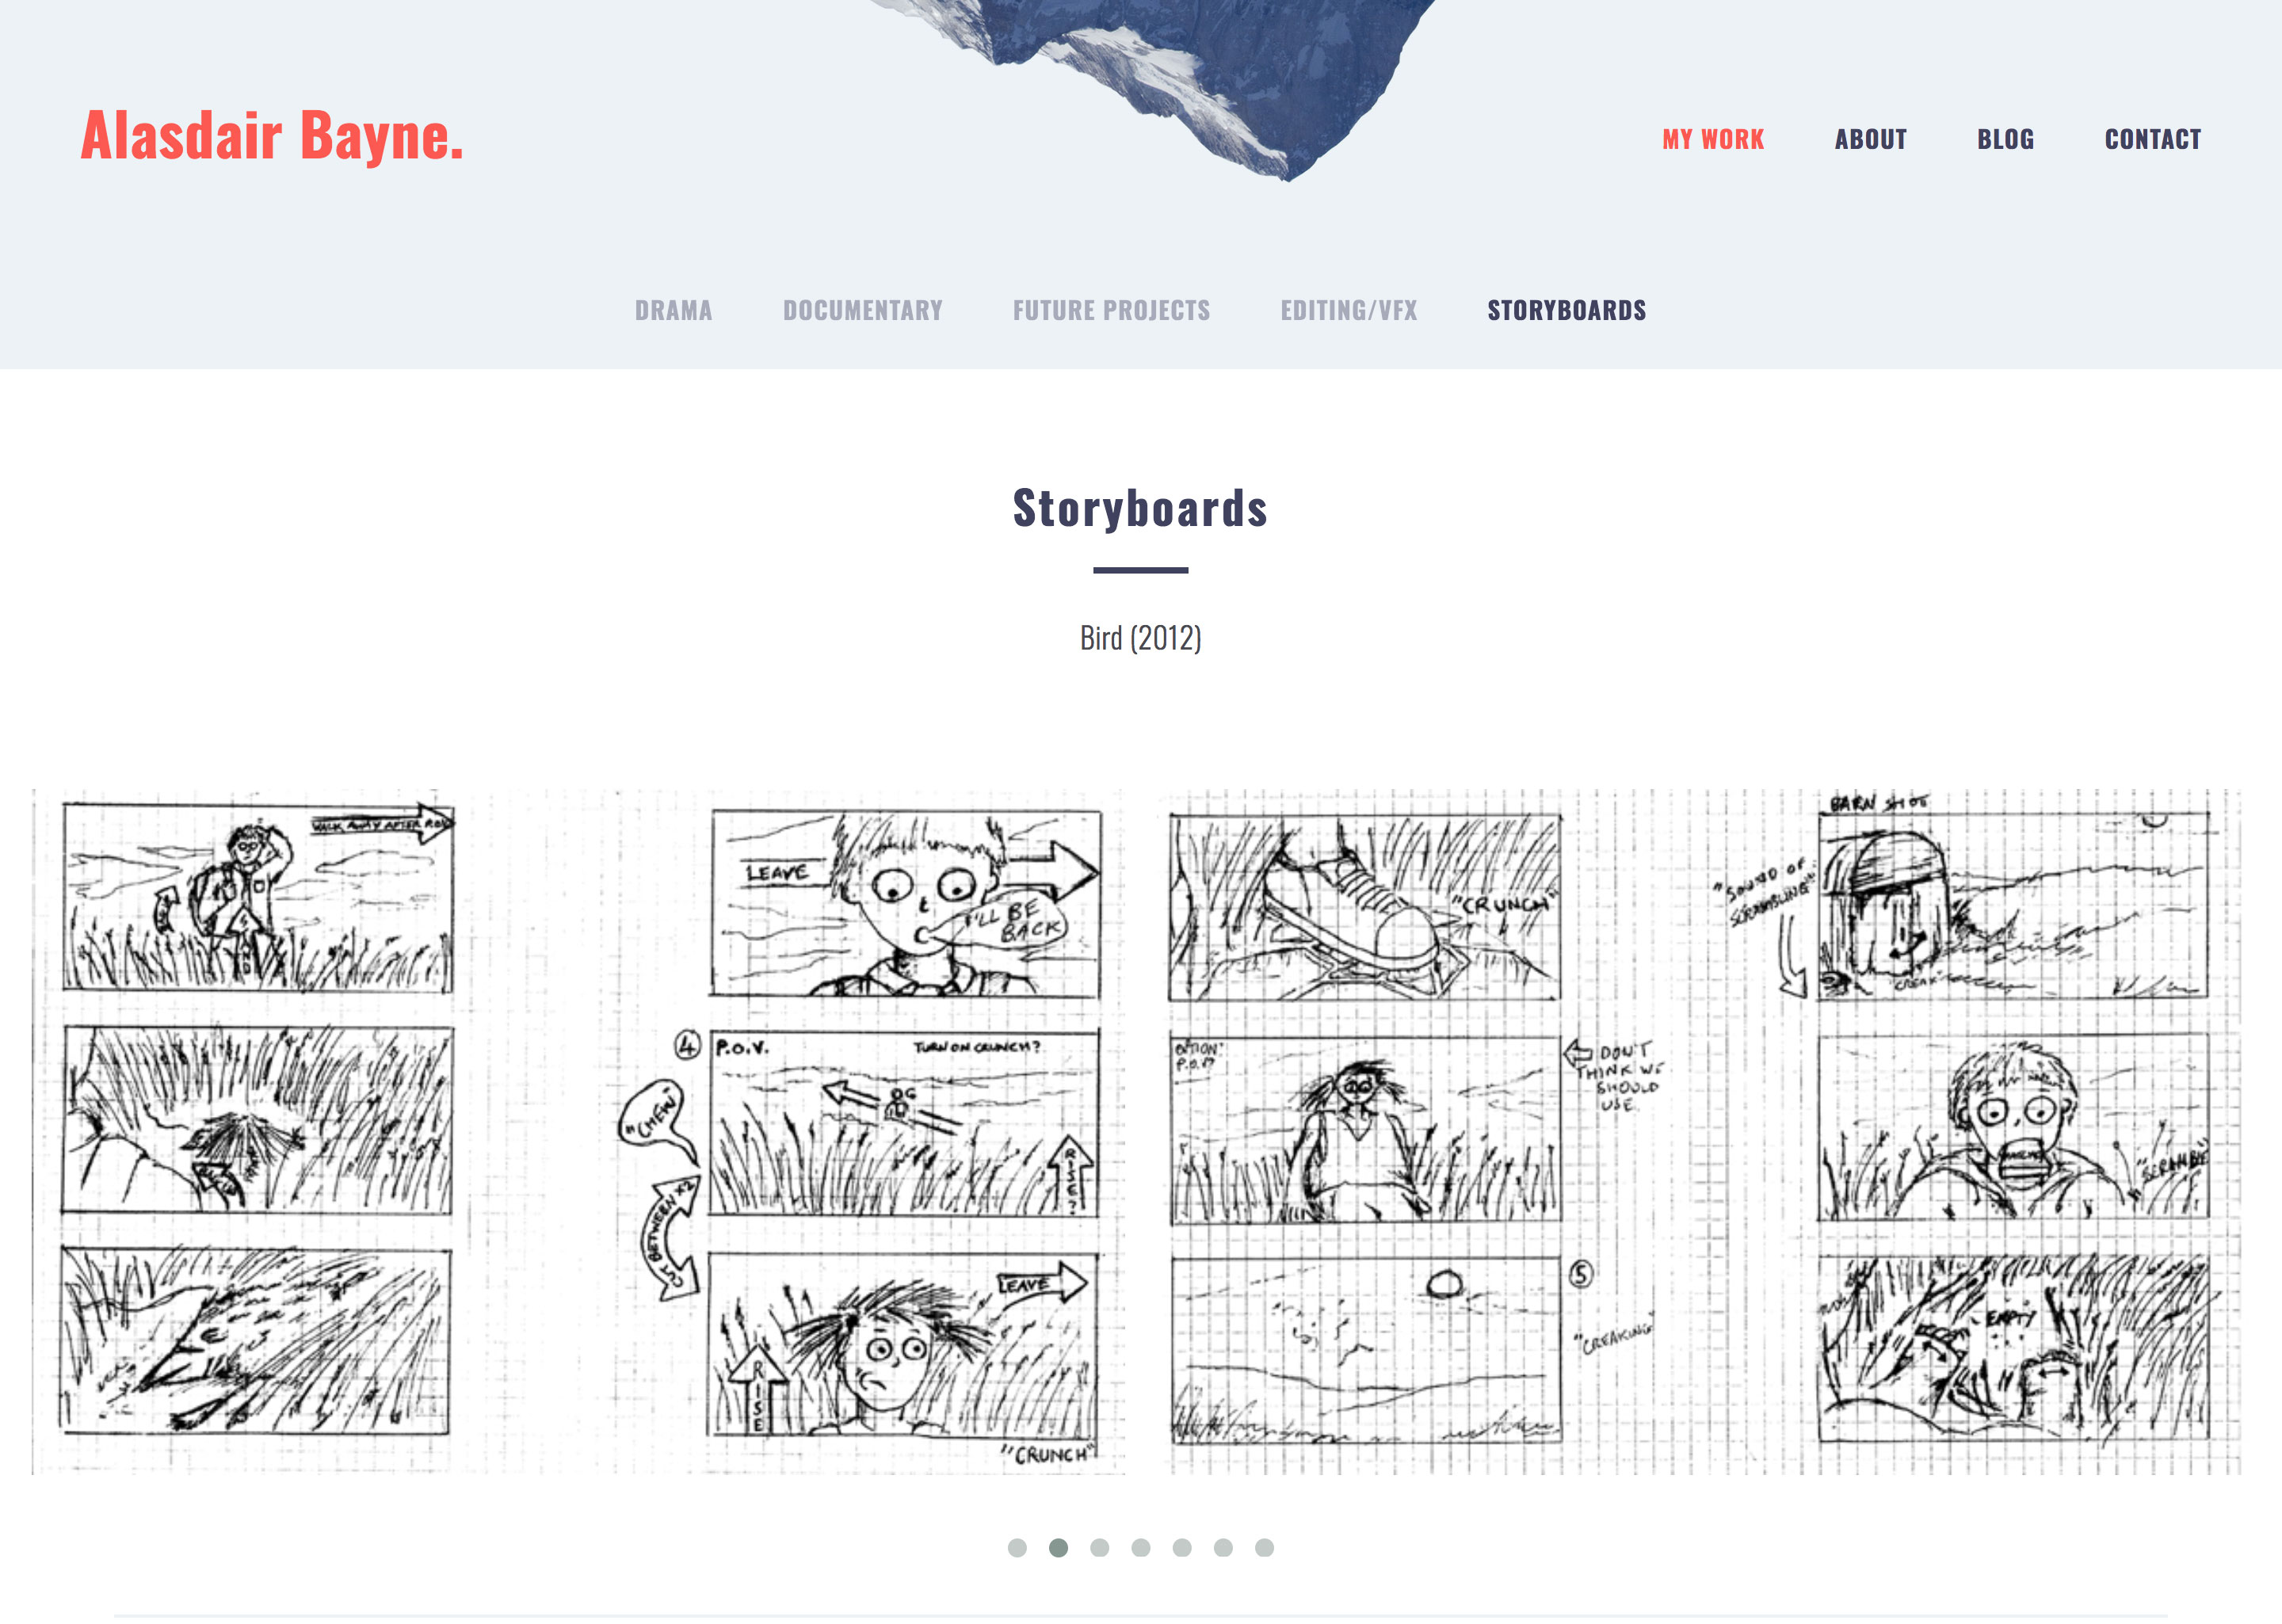 Alasdair Bayne.
MY WORK
ABOUT
BLOG
CONTACT
DRAMA
DOCUMENTARY
FUTURE PROJECTS
EDITING/VFX
STORYBOARDS
Storyboards
Bird (2012)
WALK AWAY AFTER
LEAVE
I'LL BE
BACK
4
P.O.V.
TURN ON CRUNCH?
"CHEW"
RISE?
CUT BETWEEN X2
LEAVE
RISE
"CRUNCH"
"CRUNCH"
OPTION
P.O.V
DON'T
THINK WE
SHOULD
USE.
5
"CREAKING"
BARN SHOT
"SOUND OF
SCRAMBLING"
CREAK
"SCRAMBLE"
EMPTY